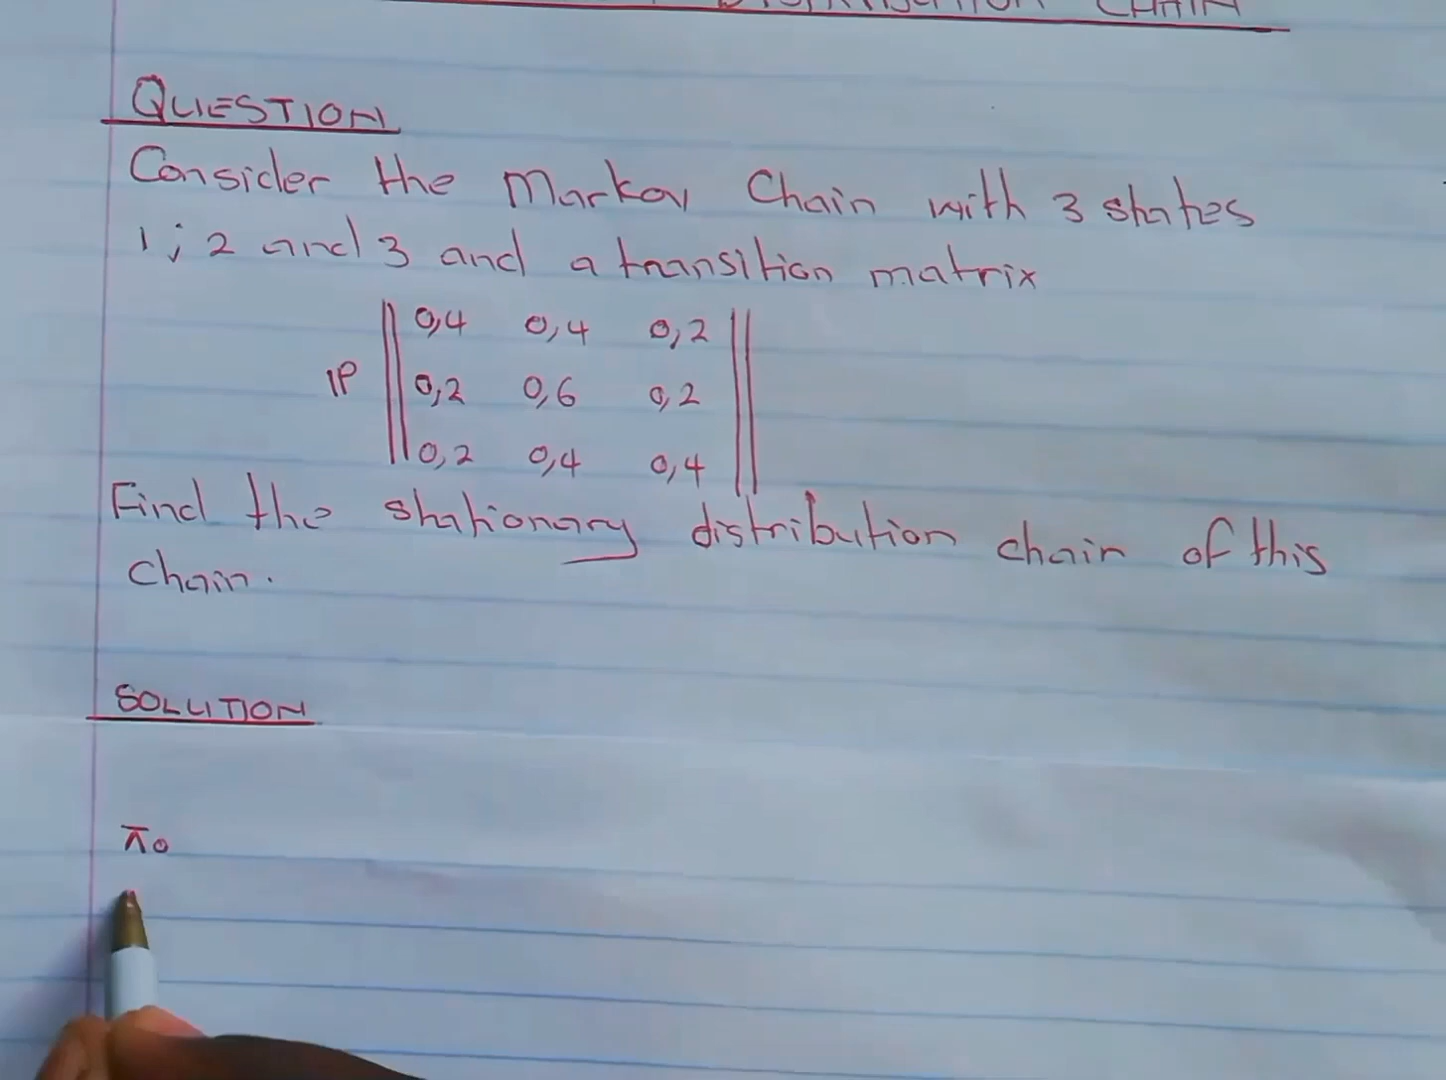 DISTRIBUTION CHAIN
QUESTION
Consider the Markov Chain with 3 states
1; 2 and 3 and a transition matrix
0,4 0,4 0,2
IP 0,2 0,6 0,2
0,2 0,4 0,4
Find the stationary distribution chain of this
chain.
SOLUTION
π0